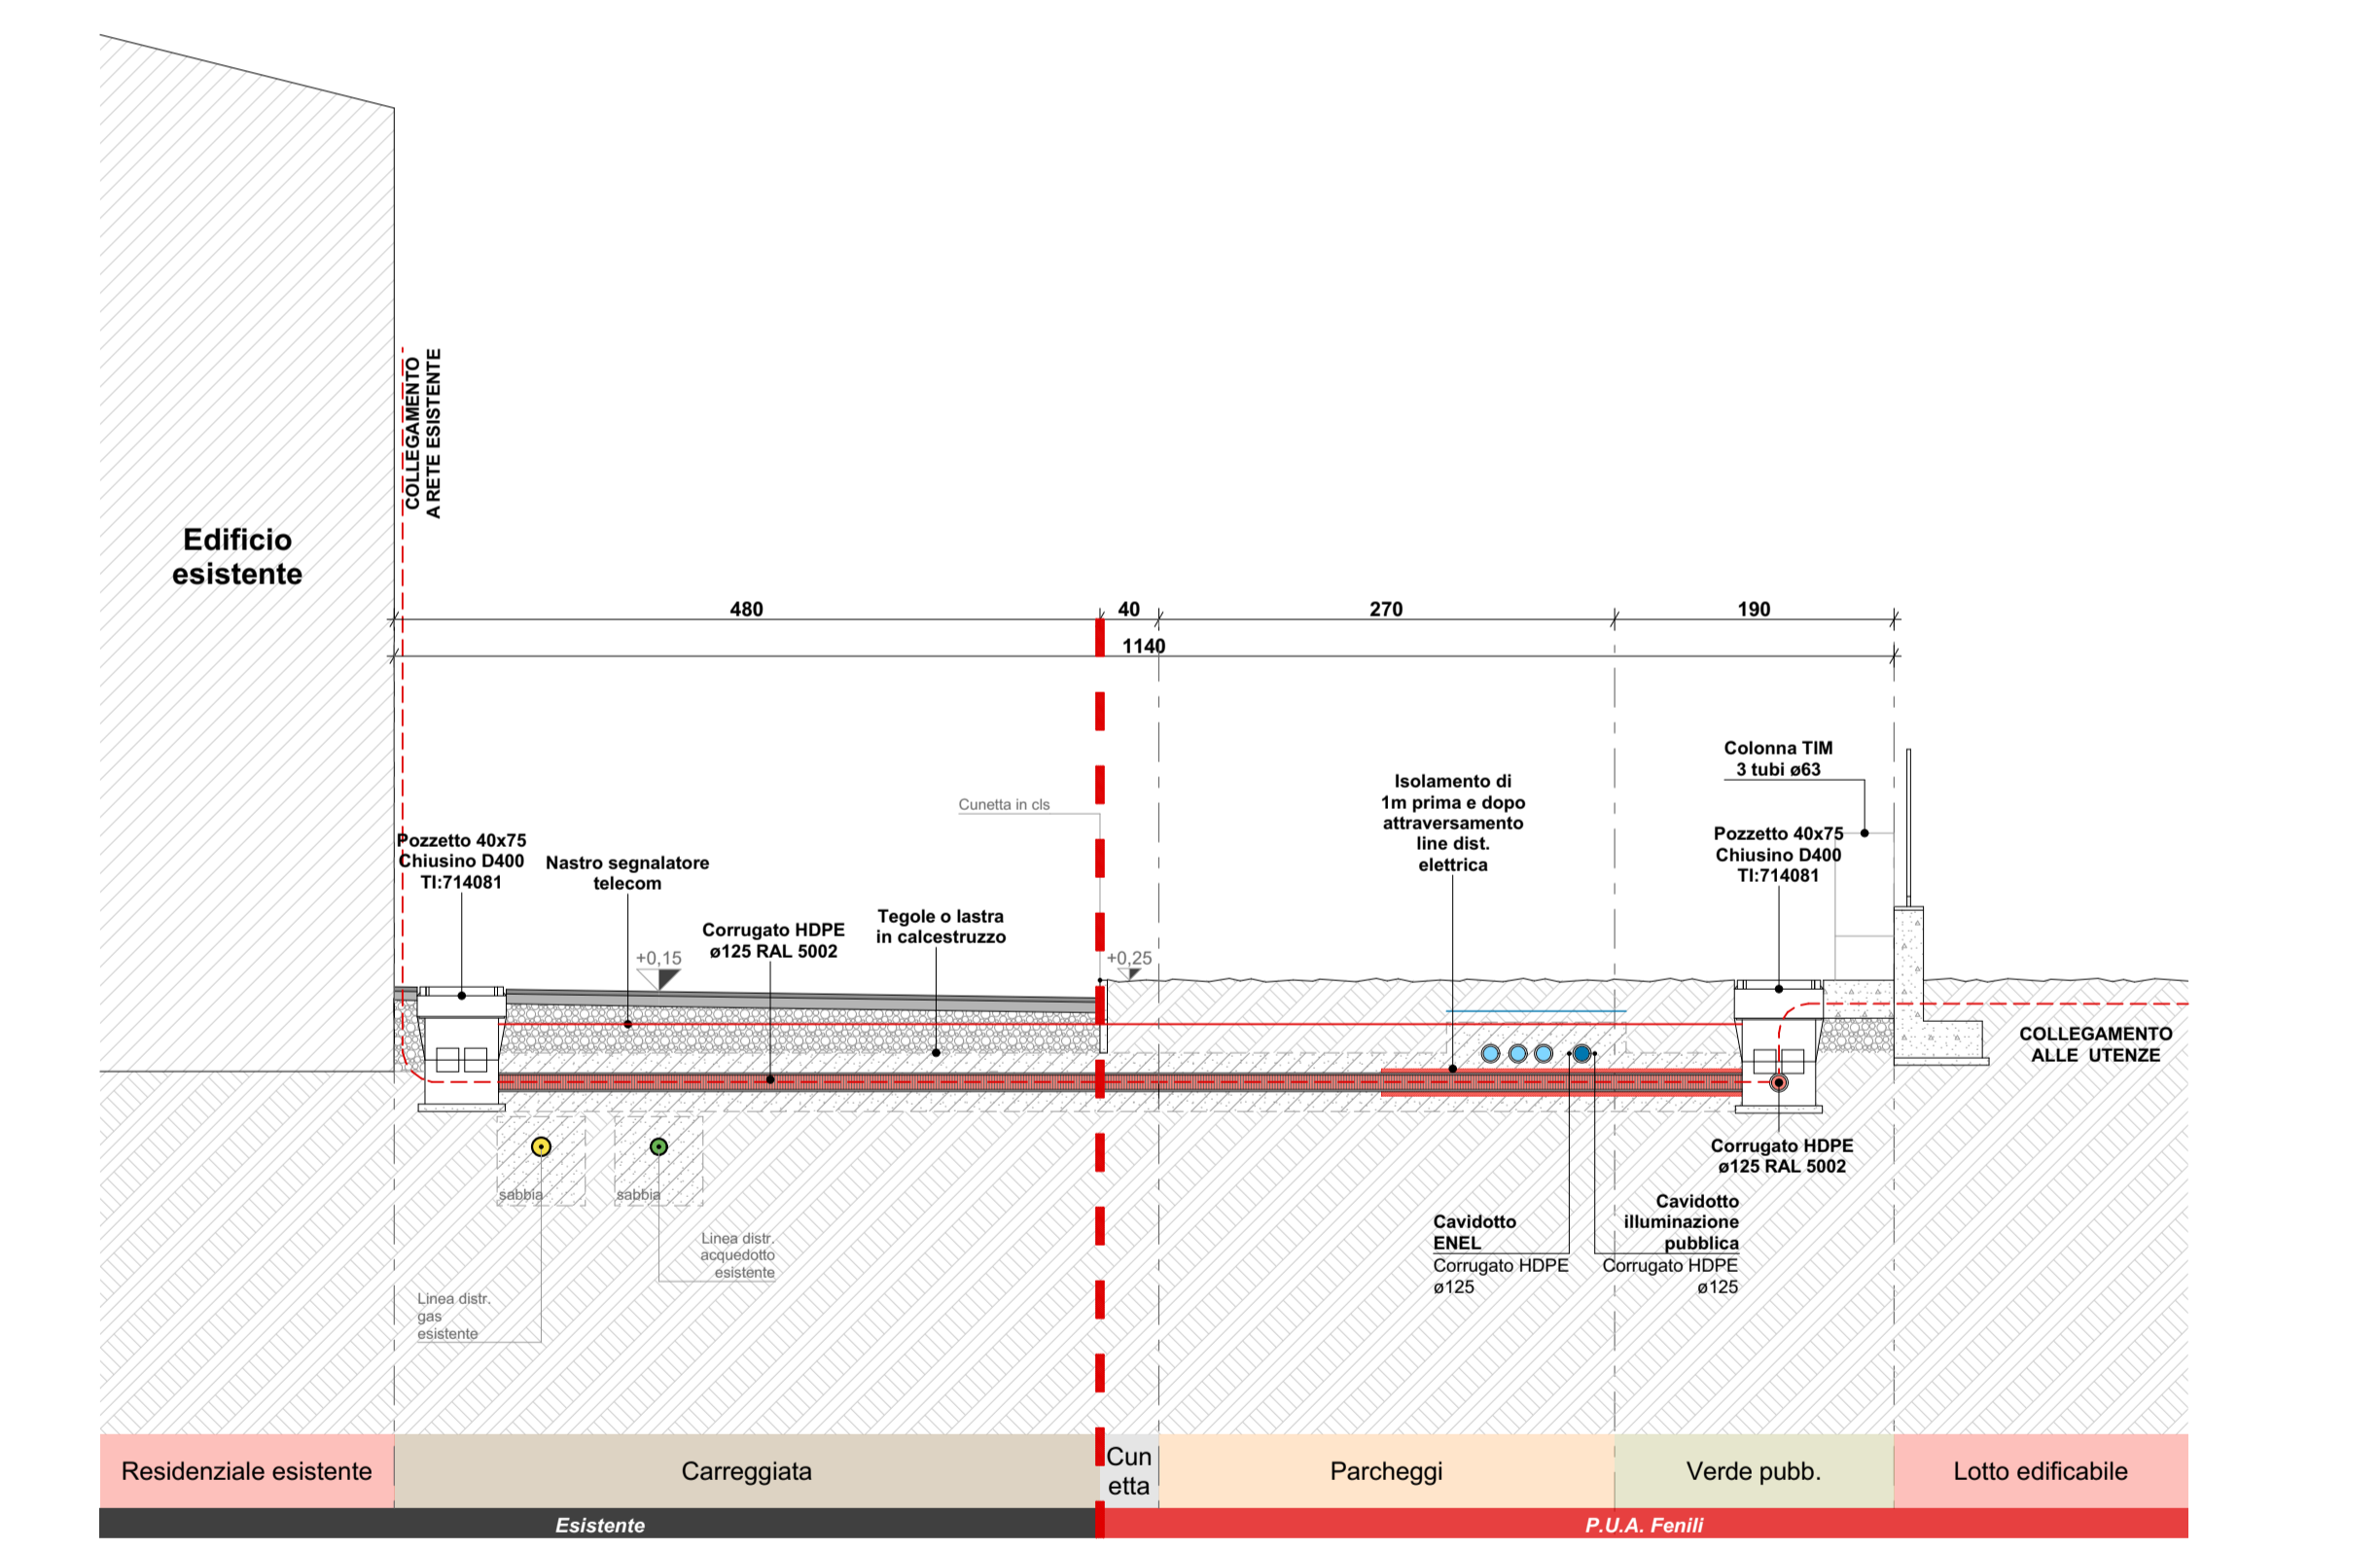 COLLEGAMENTO
A RETE ESISTENTE
Edificio
esistente
480
40
270
190
1140
Colonna TIM
3 tubi ø63
Isolamento di
1m prima e dopo
attraversamento
line dist.
elettrica
Cunetta in cls
Pozzetto 40x75
Chiusino D400
TI:714081
Nastro segnalatore
telecom
Corrugato HDPE
ø125 RAL 5002
Tegole o lastra
in calcestruzzo
Pozzetto 40x75
Chiusino D400
TI:714081
+0,15
+0,25
COLLEGAMENTO
ALLE UTENZE
Corrugato HDPE
ø125 RAL 5002
sabbia
sabbia
Cavidotto
ENEL
Corrugato HDPE
ø125
Cavidotto
illuminazione
pubblica
Corrugato HDPE
ø125
Linea distr.
acquedotto
esistente
Linea distr.
gas
esistente
Residenziale esistente
Carreggiata
Cun
etta
Parcheggi
Verde pubb.
Lotto edificabile
Esistente
P.U.A. Fenili